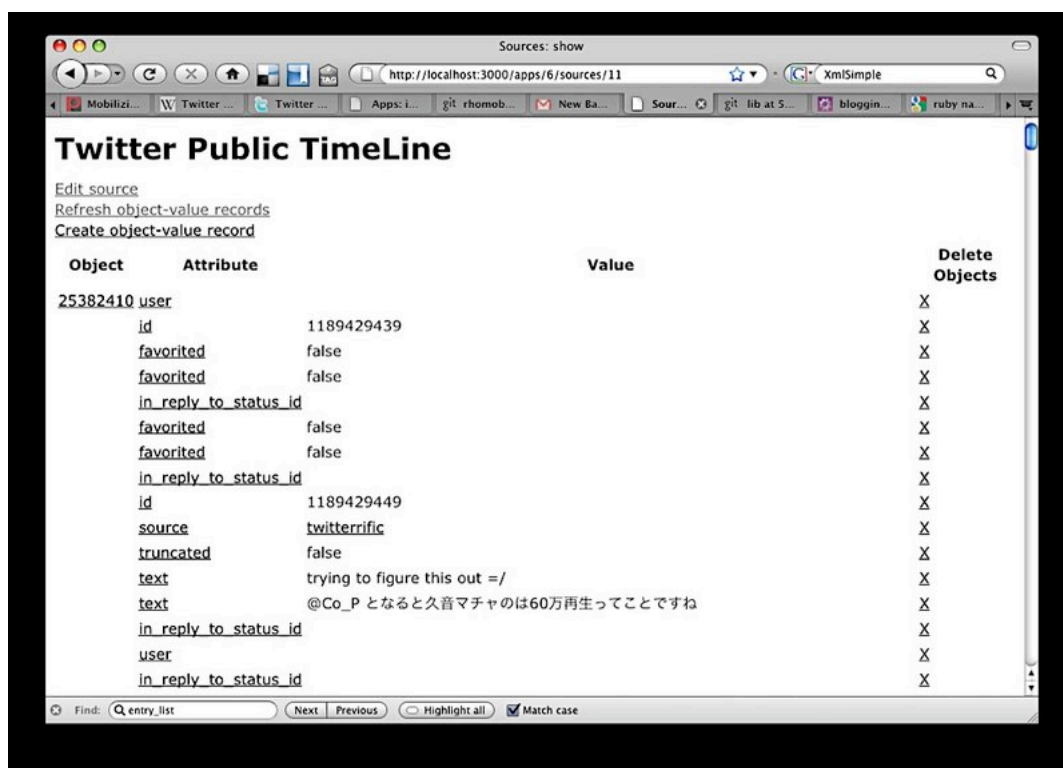 Sources: show
http://localhost:3000/apps/6/sources/11
XmlSimple
TAG
Mobilizi... Twitter ... Twitter ... Apps: i... git rhomob... New Ba... Sour... git lib at S... bloggin... ruby na...
Twitter Public TimeLine
Edit source
Refresh object-value records
Create object-value record
Object Attribute Value Delete Objects
25382410 user X
id 1189429439 X
favorited false X
favorited false X
in_reply_to_status_id X
favorited false X
favorited false X
in_reply_to_status_id X
id 1189429449 X
source twitterrific X
truncated false X
text trying to figure this out =/ X
text @Co_P となると久音マチャのは60万再生ってことですね X
in_reply_to_status_id X
user X
in_reply_to_status_id X
Find: entry_list Next Previous Highlight all Match case